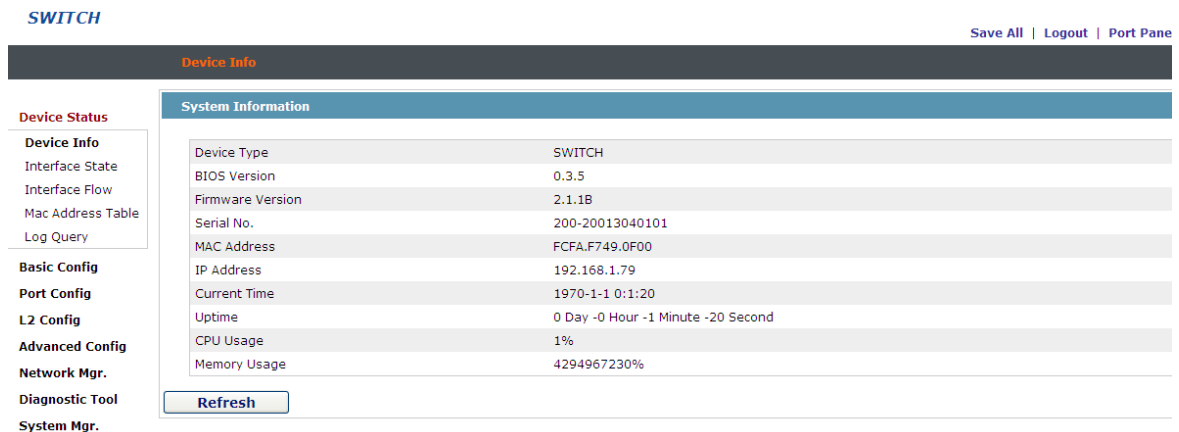 SWITCH
Save All | Logout | Port Pane
Device Info
Device Status
Device Info
Interface State
Interface Flow
Mac Address Table
Log Query
Basic Config
Port Config
L2 Config
Advanced Config
Network Mgr.
Diagnostic Tool
System Mgr.
System Information
Device Type SWITCH
BIOS Version 0.3.5
Firmware Version 2.1.1B
Serial No. 200-20013040101
MAC Address FCFA.F749.0F00
IP Address 192.168.1.79
Current Time 1970-1-1 0:1:20
Uptime 0 Day -0 Hour -1 Minute -20 Second
CPU Usage 1%
Memory Usage 4294967230%
Refresh